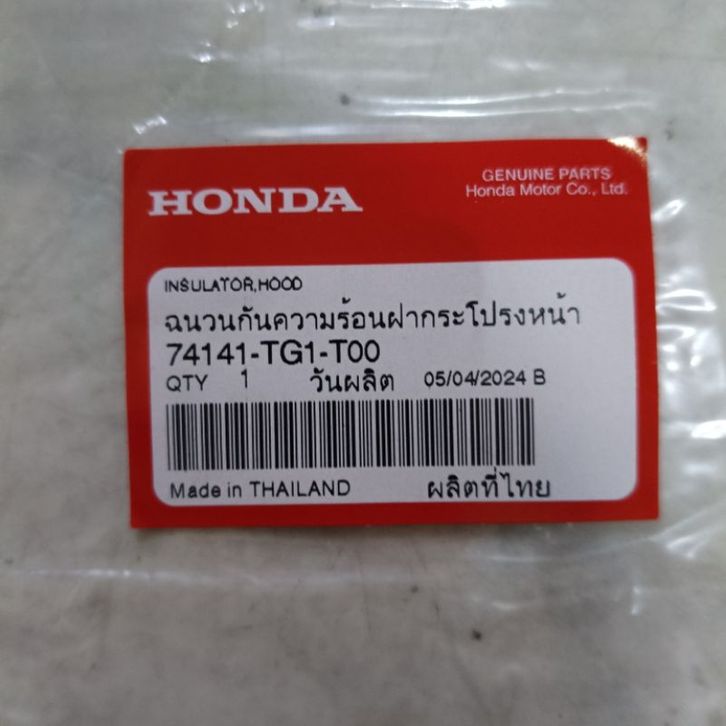 HONDA
GENUINE PARTS
Honda Motor Co., Ltd.
INSULATOR,HOOD
ฉนวนกันความร้อนฝากระโปรงหน้า
74141-TG1-T00
QTY 1 วันผลิต 05/04/2024 B
Made in THAILAND ผลิตที่ไทย